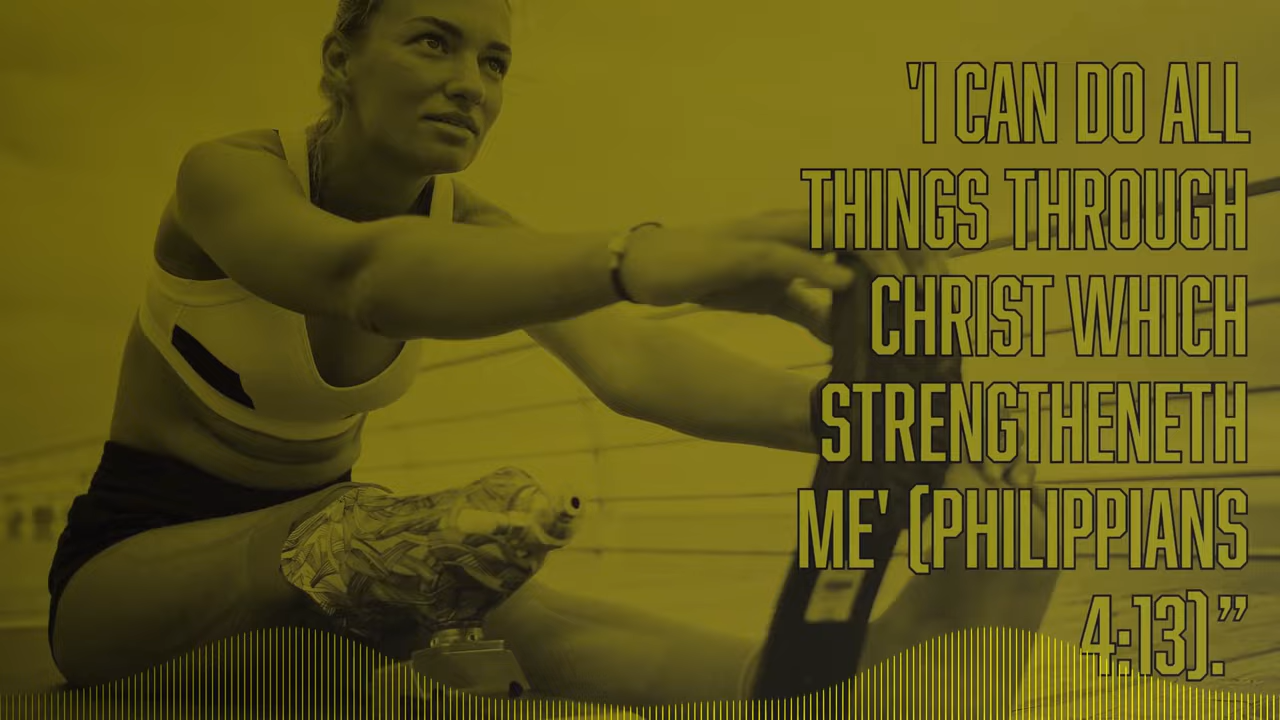 'I CAN DO ALL
THINGS THROUGH
CHRIST WHICH
STRENGTHENETH
ME' (PHILIPPIANS
4:13).”